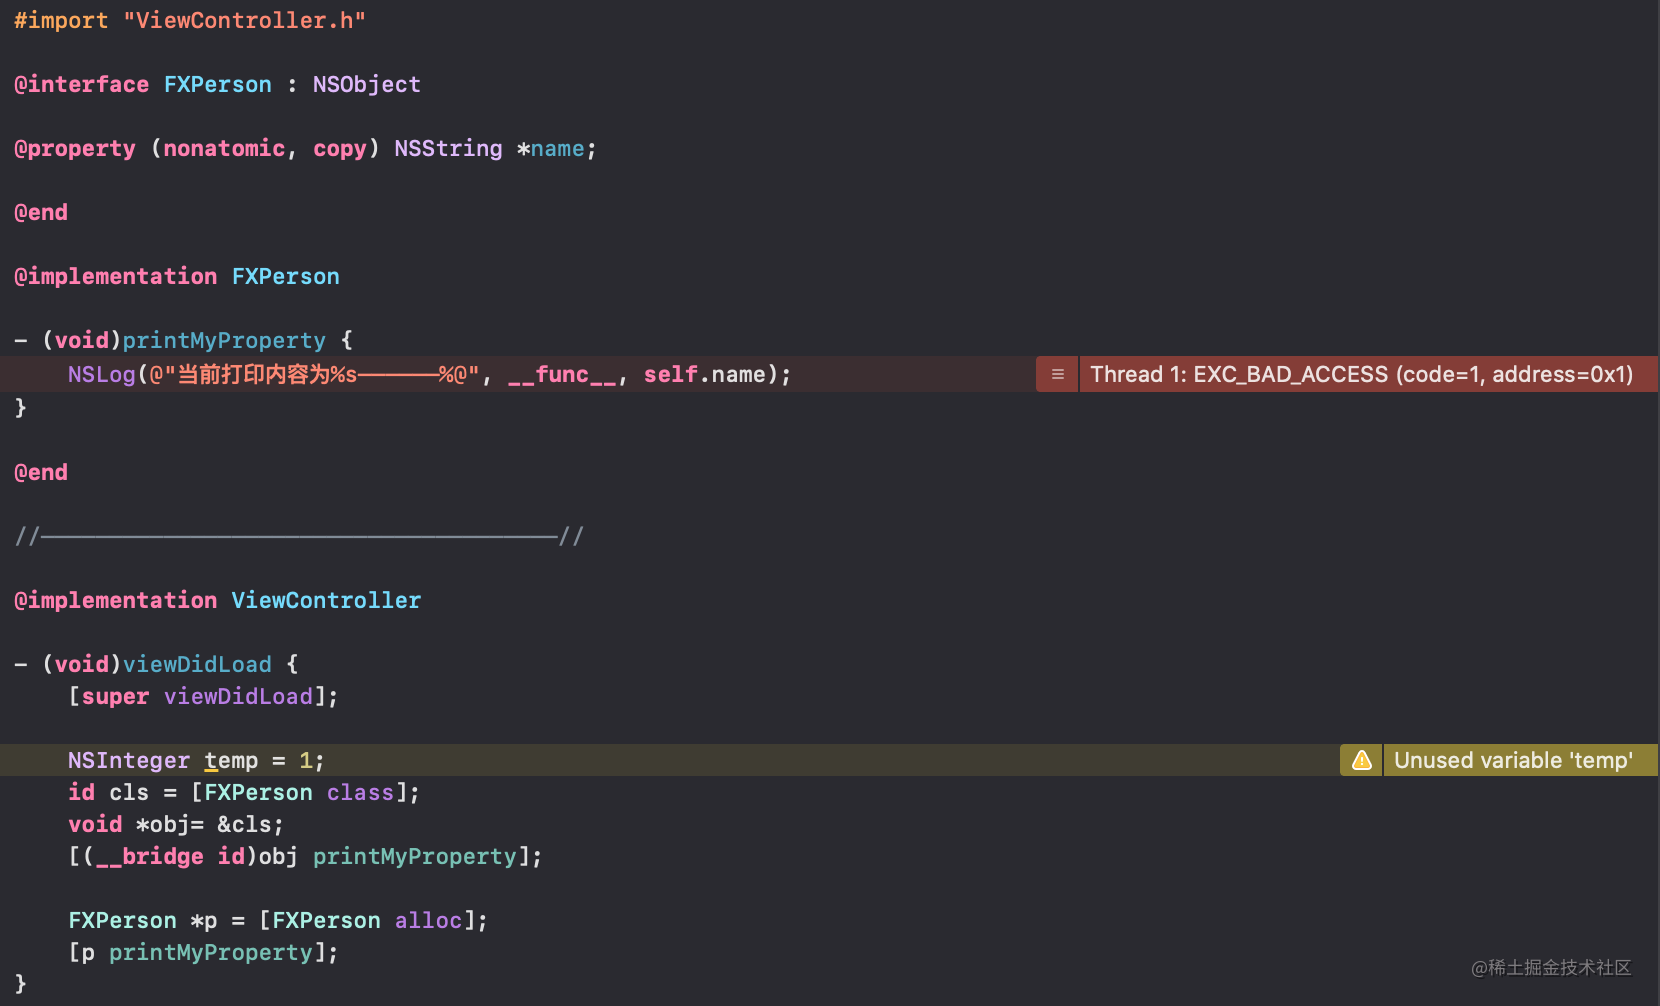 #import "ViewController.h"
@interface FXPerson : NSObject
@property (nonatomic, copy) NSString *name;
@end
@implementation FXPerson
- (void)printMyProperty {
    NSLog(@"当前打印内容为%s——————%@", __func__, self.name);
Thread 1: EXC_BAD_ACCESS (code=1, address=0x1)
}
@end
//——————————————————————————————————————//
@implementation ViewController
- (void)viewDidLoad {
    [super viewDidLoad];
    NSInteger temp = 1;
Unused variable 'temp'
    id cls = [FXPerson class];
    void *obj= &cls;
    [(__bridge id)obj printMyProperty];
    FXPerson *p = [FXPerson alloc];
    [p printMyProperty];
}
@稀土掘金技术社区